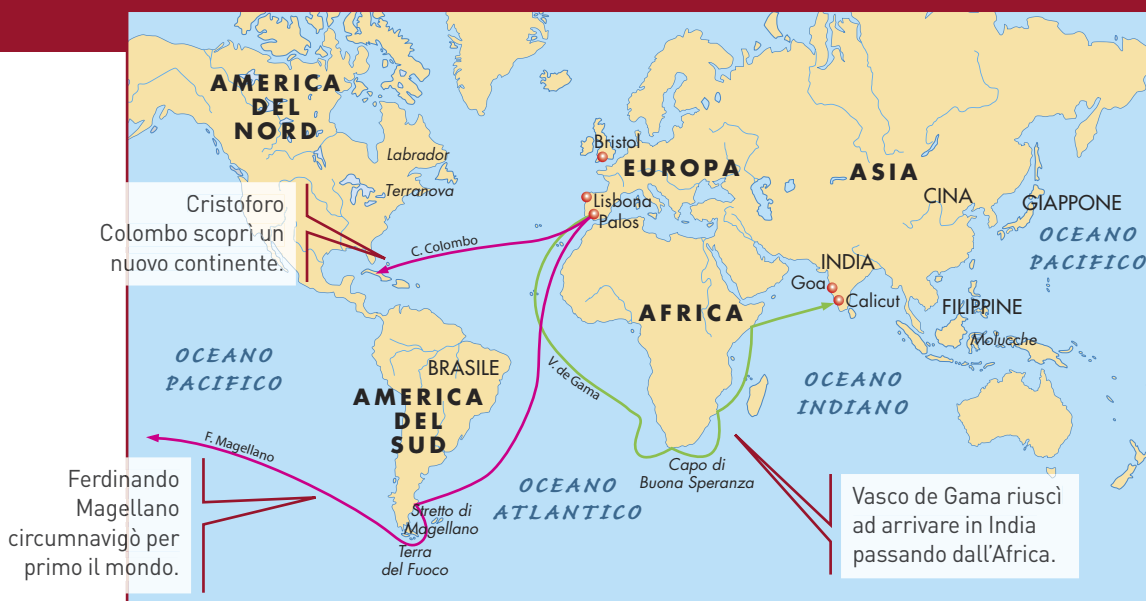 AMERICA
DEL
NORD
Labrador
Terranova
Bristol
EUROPA
ASIA
CINA
GIAPPONE
OCEANO
PACIFICO
Lisbona
Palos
Cristoforo
Colombo scoprì un
nuovo continente.
C. Colombo
INDIA
Goa
Calicut
FILIPPINE
Molucche
AFRICA
OCEANO
PACIFICO
BRASILE
AMERICA
DEL
SUD
V. de Gama
OCEANO
INDIANO
F. Magellano
Capo di
Buona Speranza
OCEANO
ATLANTICO
Stretto di
Magellano
Terra
del Fuoco
Ferdinando
Magellano
circumnavigò per
primo il mondo.
Vasco de Gama riuscì
ad arrivare in India
passando dall'Africa.